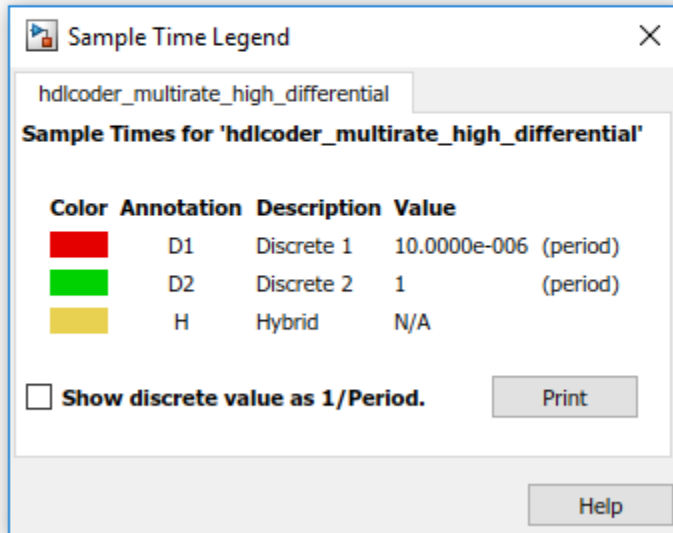 Sample Time Legend
hdlcoder_multirate_high_differential
Sample Times for 'hdlcoder_multirate_high_differential'
Color Annotation Description Value
D1 Discrete 1 10.0000e-006 (period)
D2 Discrete 2 1 (period)
H Hybrid N/A
Show discrete value as 1/Period. Print
Help